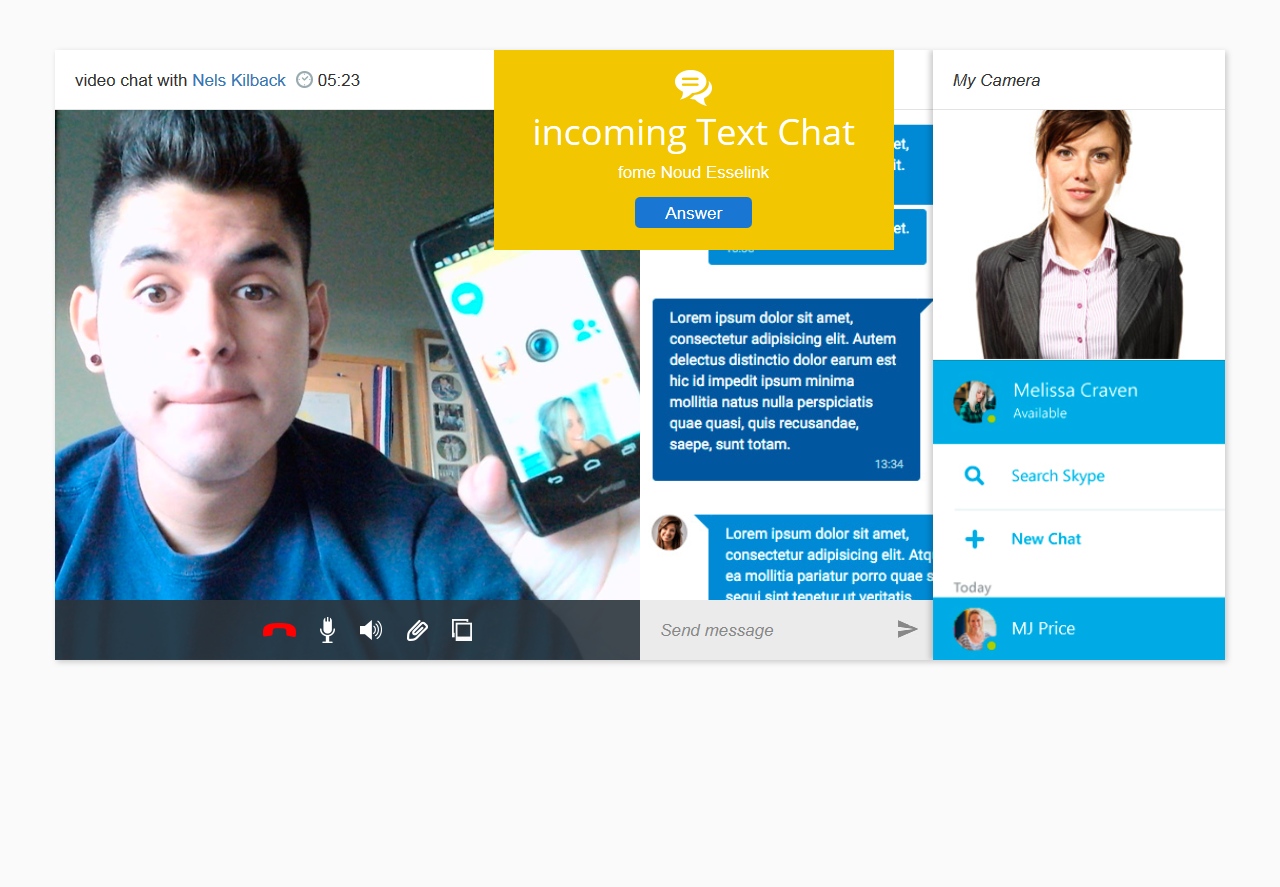 video chat with Nels Kilback 05:23
incoming Text Chat
fome Noud Esselink
Answer
et,
it.
et.
Lorem ipsum dolor sit amet,
consectetur adipisicing elit. Autem
delectus distinctio dolor earum est
hic id impedit ipsum minima
mollitia natus nulla perspiciatis
quae quasi, quis recusandae,
saepe, sunt totam.
13:34
Lorem ipsum dolor sit amet,
consectetur adipisicing elit. Atq
ea mollitia pariatur porro quae s
sequi sint tenetur ut veritatis
Send message
My Camera
Melissa Craven
Available
Search Skype
New Chat
Today
MJ Price